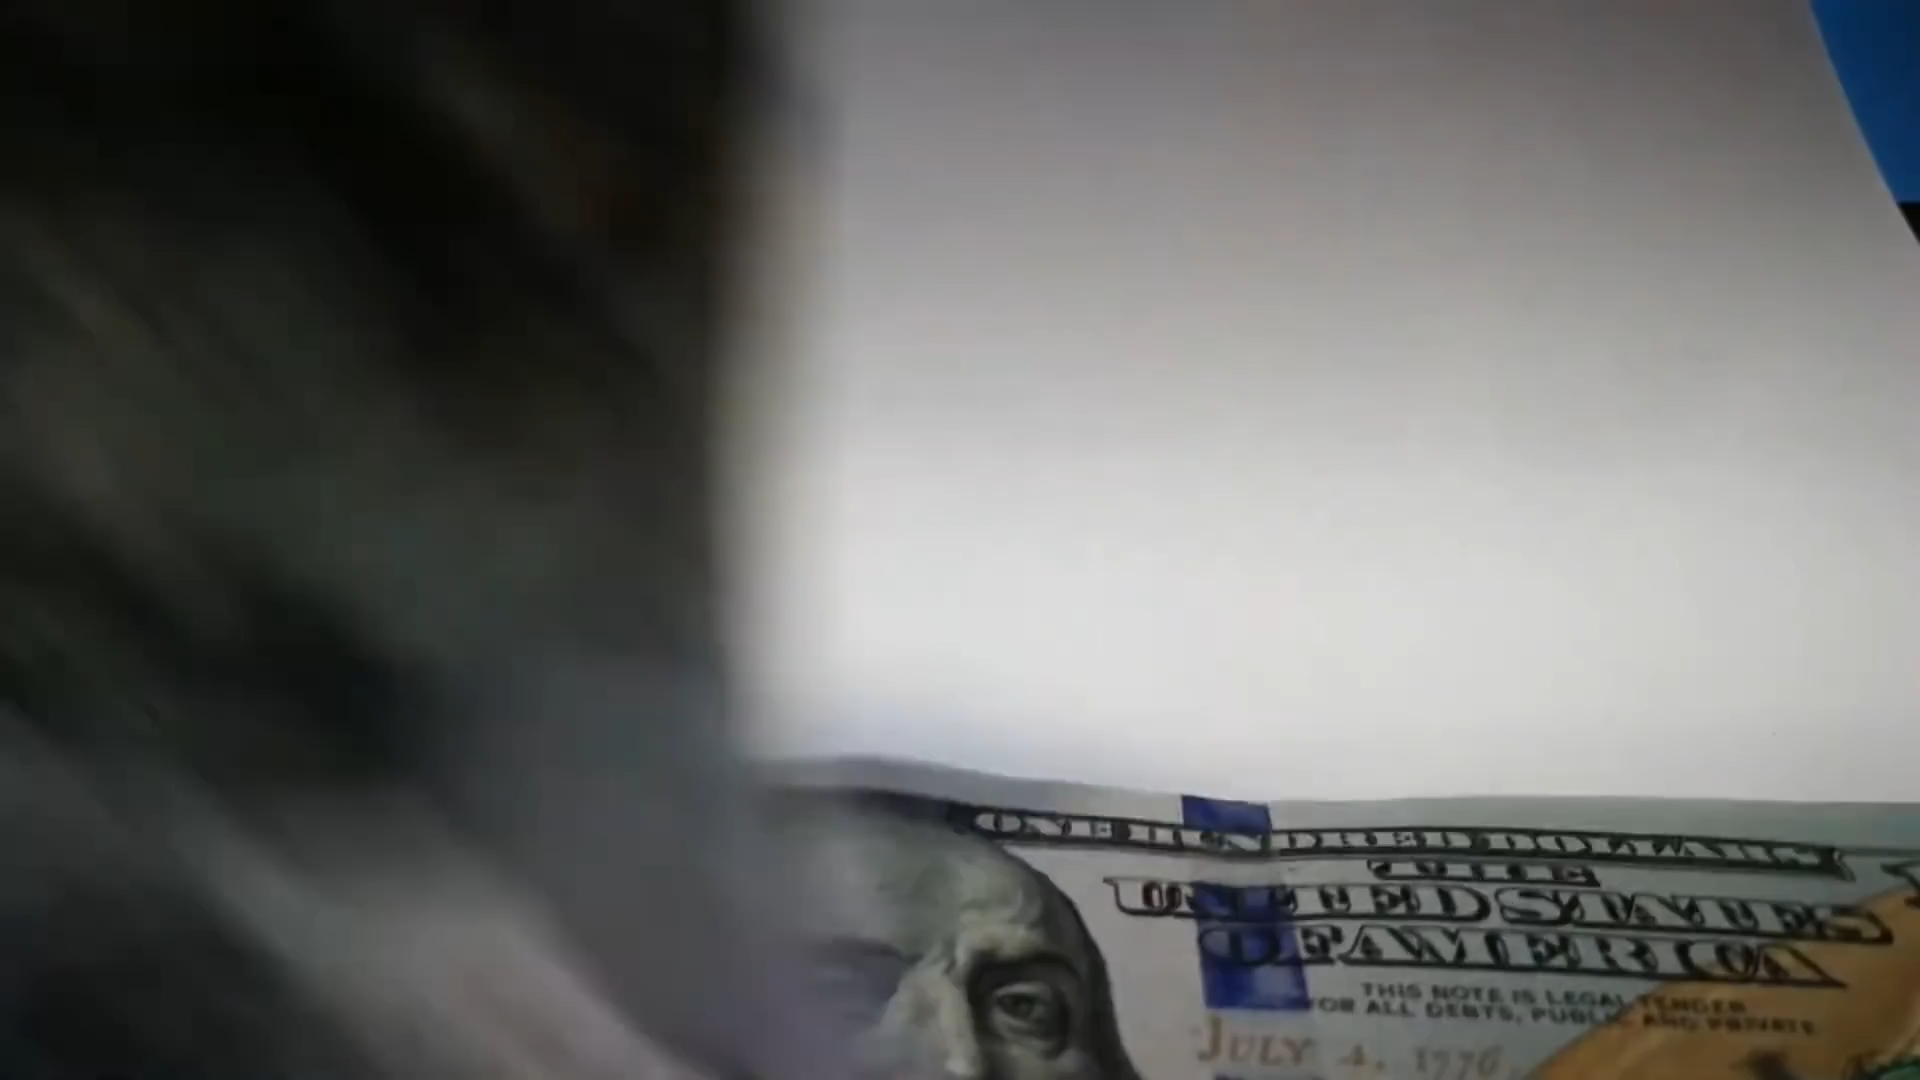 ONE HUNDRED DOLLARS
THE
UNITED STATES
OF AMERICA
THIS NOTE IS LEGAL TENDER
FOR ALL DEBTS, PUBLIC AND PRIVATE
JULY 4, 1776